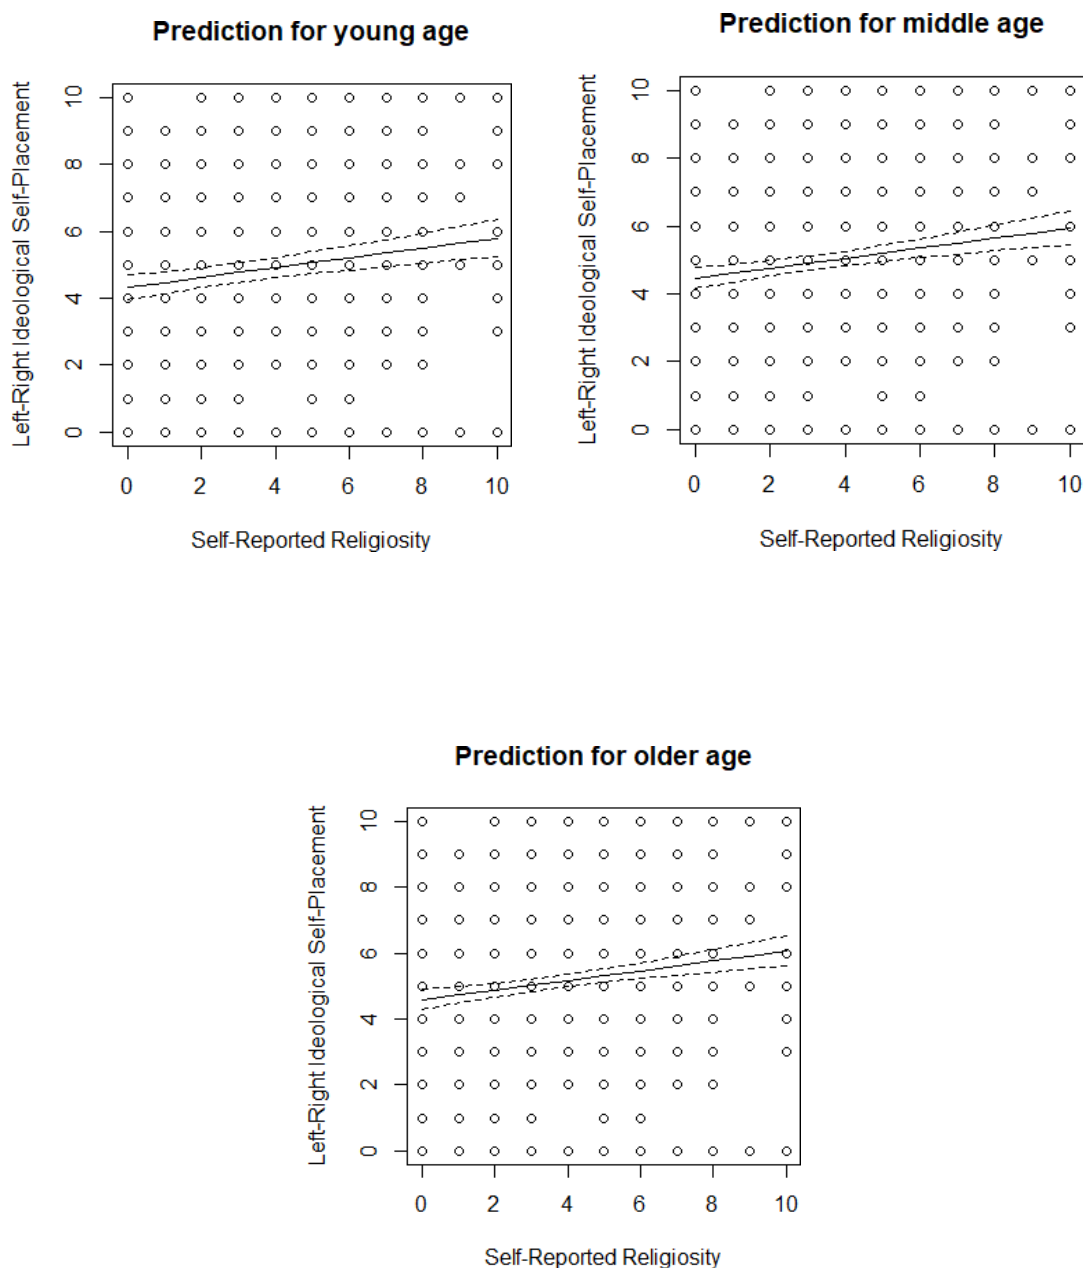 Prediction for young age
Left-Right Ideological Self-Placement
0 2 4 6 8 10
0 2 4 6 8 10
Self-Reported Religiosity
Prediction for middle age
Left-Right Ideological Self-Placement
0 2 4 6 8 10
0 2 4 6 8 10
Self-Reported Religiosity
Prediction for older age
Left-Right Ideological Self-Placement
0 2 4 6 8 10
0 2 4 6 8 10
Self-Reported Religiosity